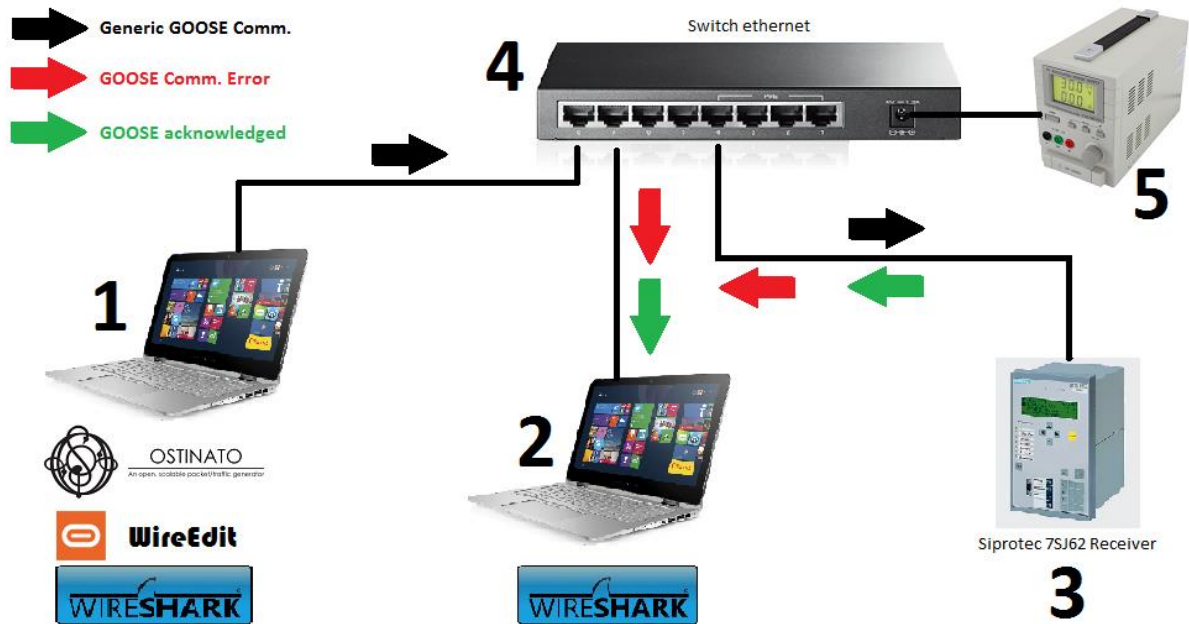 Generic GOOSE Comm.
GOOSE Comm. Error
GOOSE acknowledged
Switch ethernet
4
5
1
2
3
OSTINATO
An open, scalable packet/traffic generator
WireEdit
WIRESHARK
WIRESHARK
Siprotec 7SJ62 Receiver